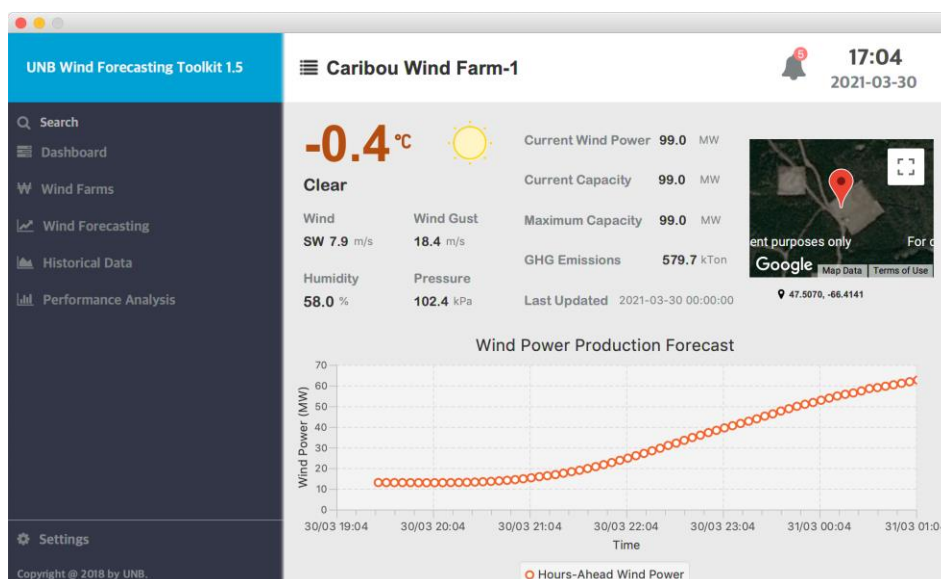 UNB Wind Forecasting Toolkit 1.5
Caribou Wind Farm-1
5
17:04
2021-03-30
Search
Dashboard
Wind Farms
Wind Forecasting
Historical Data
Performance Analysis
Settings
Copyright @ 2018 by UNB.
-0.4 °C
Clear
Wind
SW 7.9 m/s
Wind Gust
18.4 m/s
Humidity
58.0 %
Pressure
102.4 kPa
Current Wind Power 99.0 MW
Current Capacity 99.0 MW
Maximum Capacity 99.0 MW
GHG Emissions 579.7 kTon
Last Updated 2021-03-30 00:00:00
ent purposes only For d
Google
Map Data Terms of Use
47.5070, -66.4141
Wind Power Production Forecast
Wind Power (MW)
70
60
50
40
30
20
10
0
30/03 19:04 30/03 20:04 30/03 21:04 30/03 22:04 30/03 23:04 31/03 00:04 31/03 01:0
Time
Hours-Ahead Wind Power